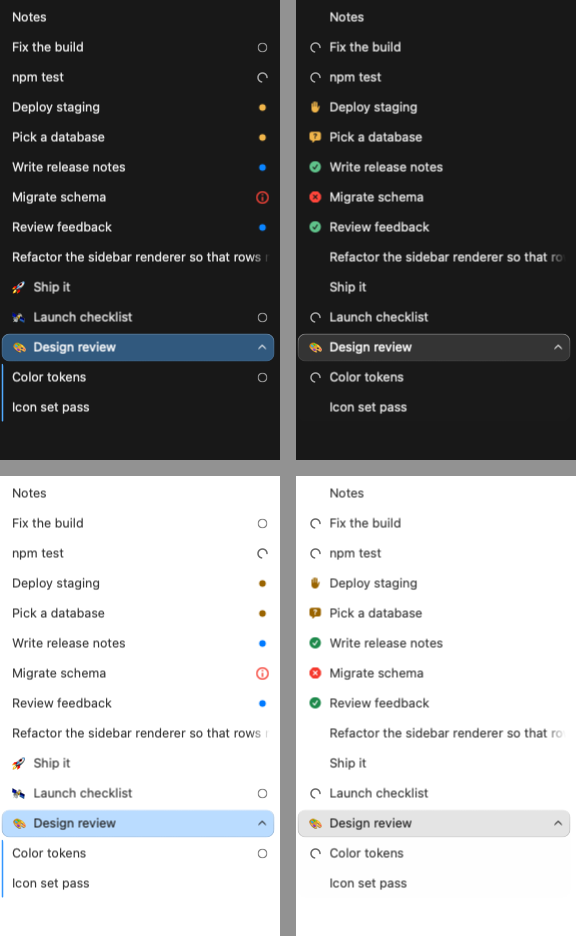 Notes
Fix the build
npm test
Deploy staging
Pick a database
Write release notes
Migrate schema
Review feedback
Refactor the sidebar renderer so that rows
Ship it
Launch checklist
Design review
Color tokens
Icon set pass
Notes
Fix the build
npm test
Deploy staging
Pick a database
Write release notes
Migrate schema
Review feedback
Refactor the sidebar renderer so that ro
Ship it
Launch checklist
Design review
Color tokens
Icon set pass
Notes
Fix the build
npm test
Deploy staging
Pick a database
Write release notes
Migrate schema
Review feedback
Refactor the sidebar renderer so that rows
Ship it
Launch checklist
Design review
Color tokens
Icon set pass
Notes
Fix the build
npm test
Deploy staging
Pick a database
Write release notes
Migrate schema
Review feedback
Refactor the sidebar renderer so that ro
Ship it
Launch checklist
Design review
Color tokens
Icon set pass